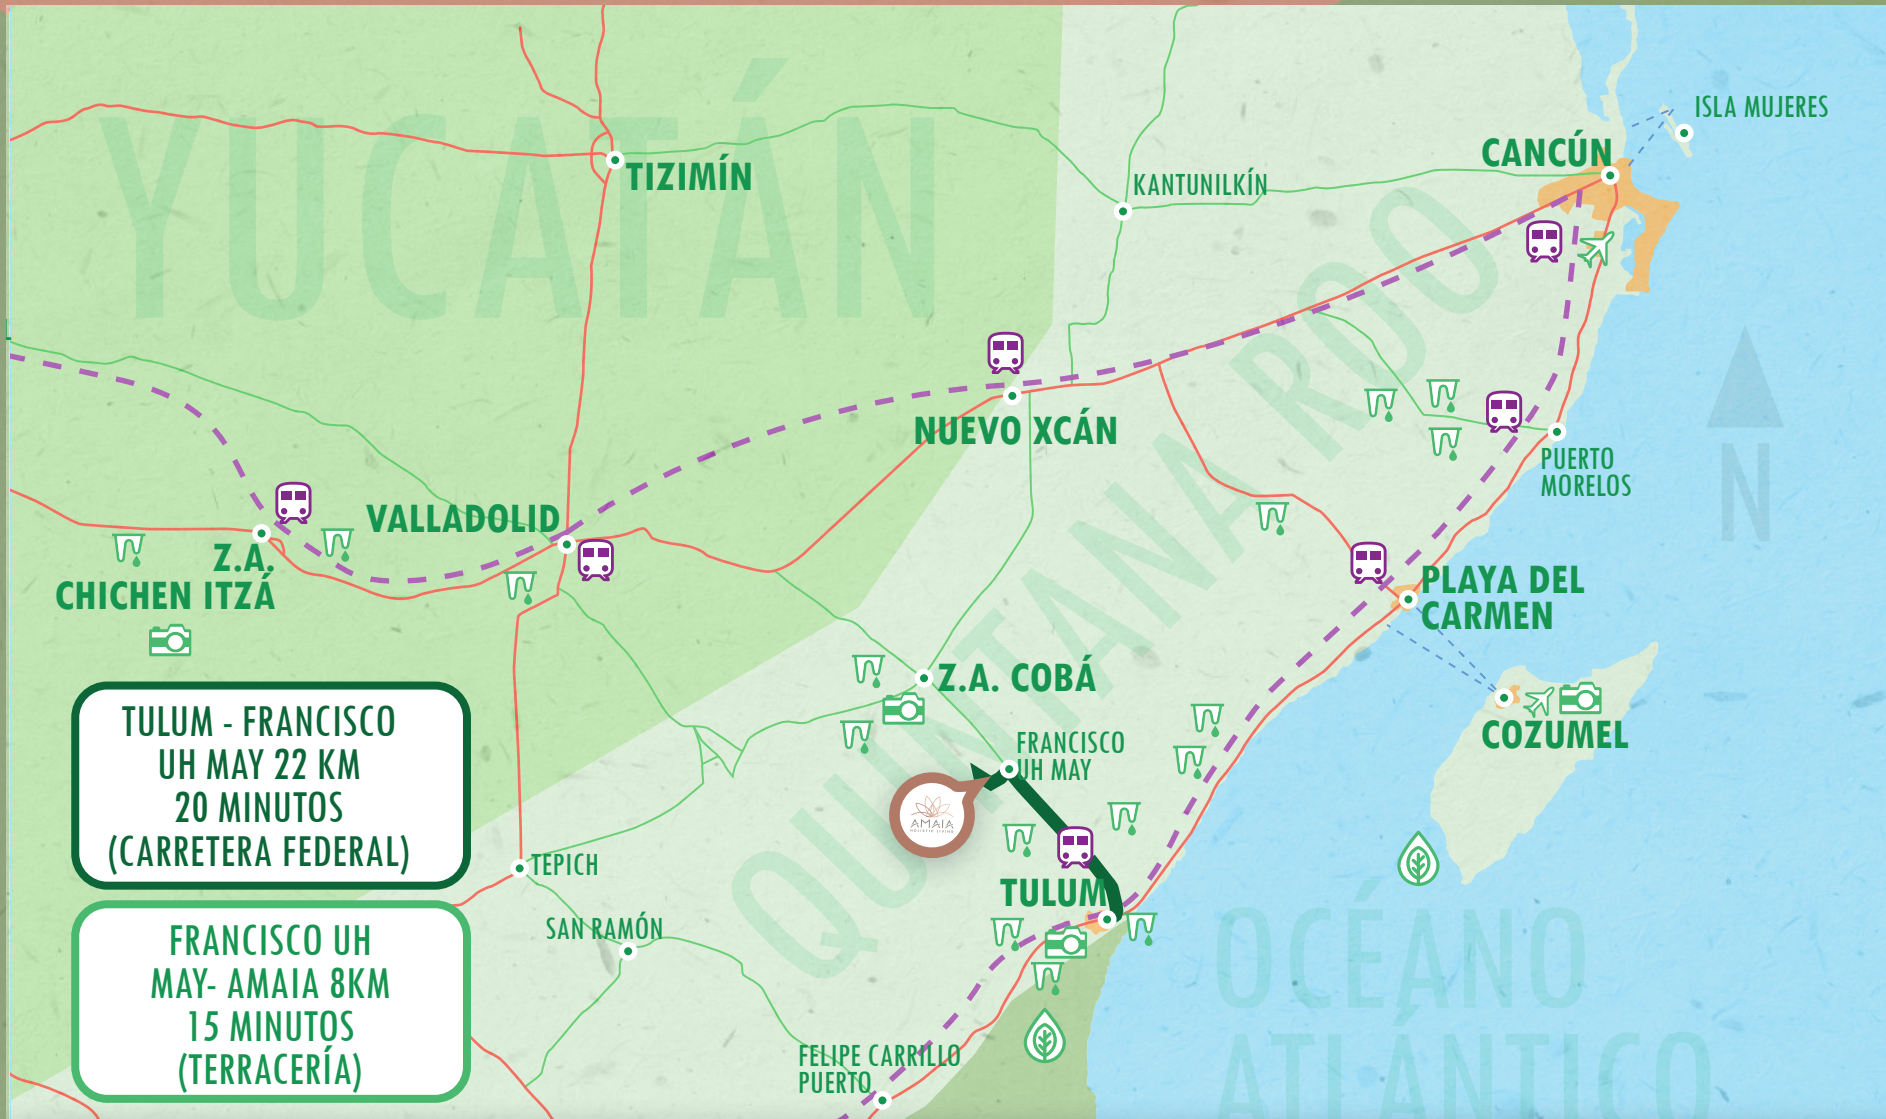 YUCATÁN
QUINTANA ROO
ISLA MUJERES
CANCÚN
TIZIMÍN
KANTUNILKÍN
NUEVO XCÁN
PUERTO
MORELOS
N
VALLADOLID
Z.A.
CHICHEN ITZÁ
PLAYA DEL
CARMEN
Z.A. COBÁ
COZUMEL
FRANCISCO
UH MAY
AMAIA
HOLISTIC LIVING
TULUM
TEPICH
SAN RAMÓN
FELIPE CARRILLO
PUERTO
OCÉANO
ATLÁNTICO
TULUM - FRANCISCO
UH MAY 22 KM
20 MINUTOS
(CARRETERA FEDERAL)
FRANCISCO UH
MAY- AMAIA 8KM
15 MINUTOS
(TERRACERÍA)